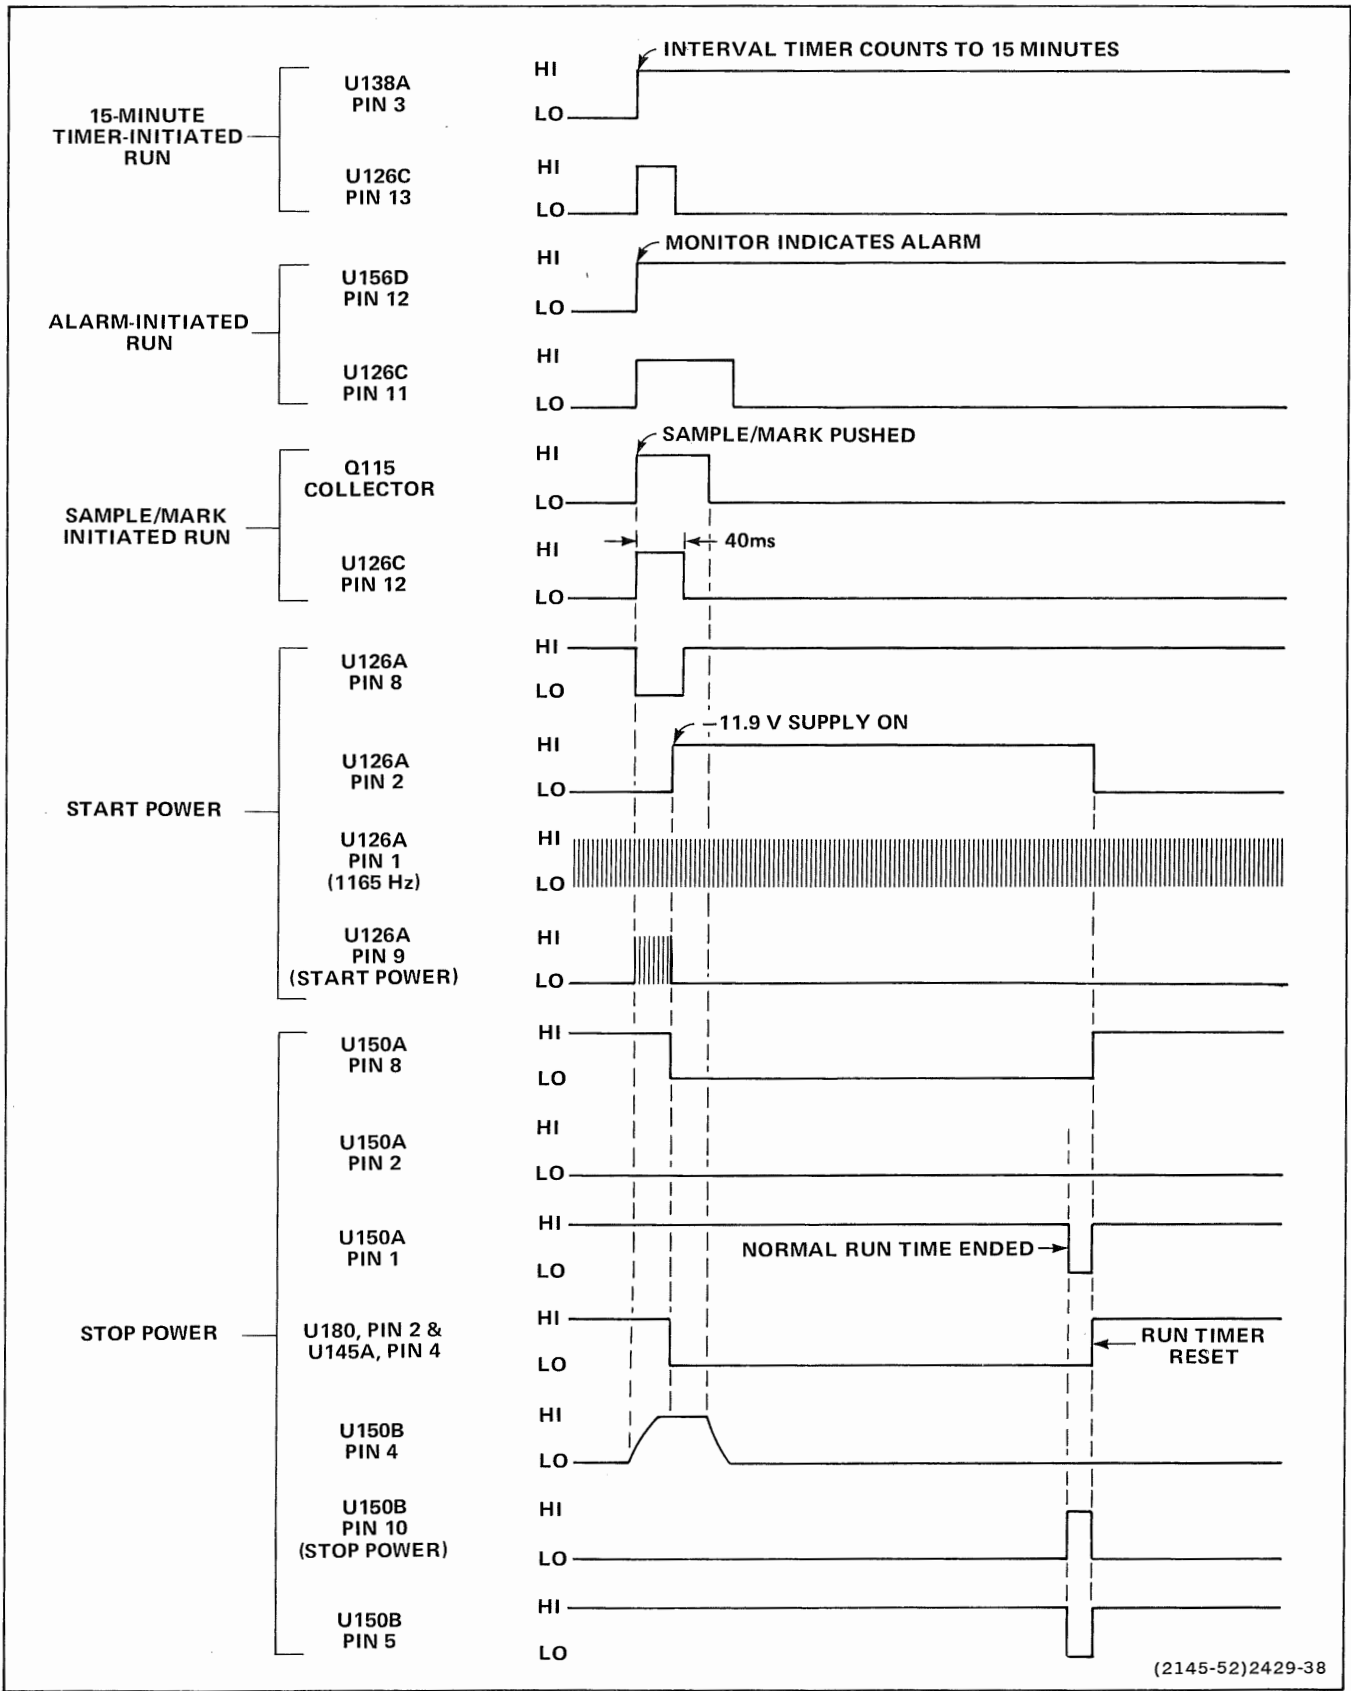 15-MINUTE
TIMER-INITIATED
RUN
U138A
PIN 3
HI
LO
INTERVAL TIMER COUNTS TO 15 MINUTES
U126C
PIN 13
HI
LO
ALARM-INITIATED
RUN
U156D
PIN 12
HI
LO
MONITOR INDICATES ALARM
U126C
PIN 11
HI
LO
SAMPLE/MARK
INITIATED RUN
Q115
COLLECTOR
HI
LO
SAMPLE/MARK PUSHED
U126C
PIN 12
HI
LO
40ms
START POWER
U126A
PIN 8
HI
LO
U126A
PIN 2
HI
LO
−11.9 V SUPPLY ON
U126A
PIN 1
(1165 Hz)
HI
LO
U126A
PIN 9
(START POWER)
HI
LO
STOP POWER
U150A
PIN 8
HI
LO
U150A
PIN 2
HI
LO
U150A
PIN 1
HI
LO
NORMAL RUN TIME ENDED
U180, PIN 2 &
U145A, PIN 4
HI
LO
RUN TIMER
RESET
U150B
PIN 4
HI
LO
U150B
PIN 10
(STOP POWER)
HI
LO
U150B
PIN 5
HI
LO
(2145-52)2429-38